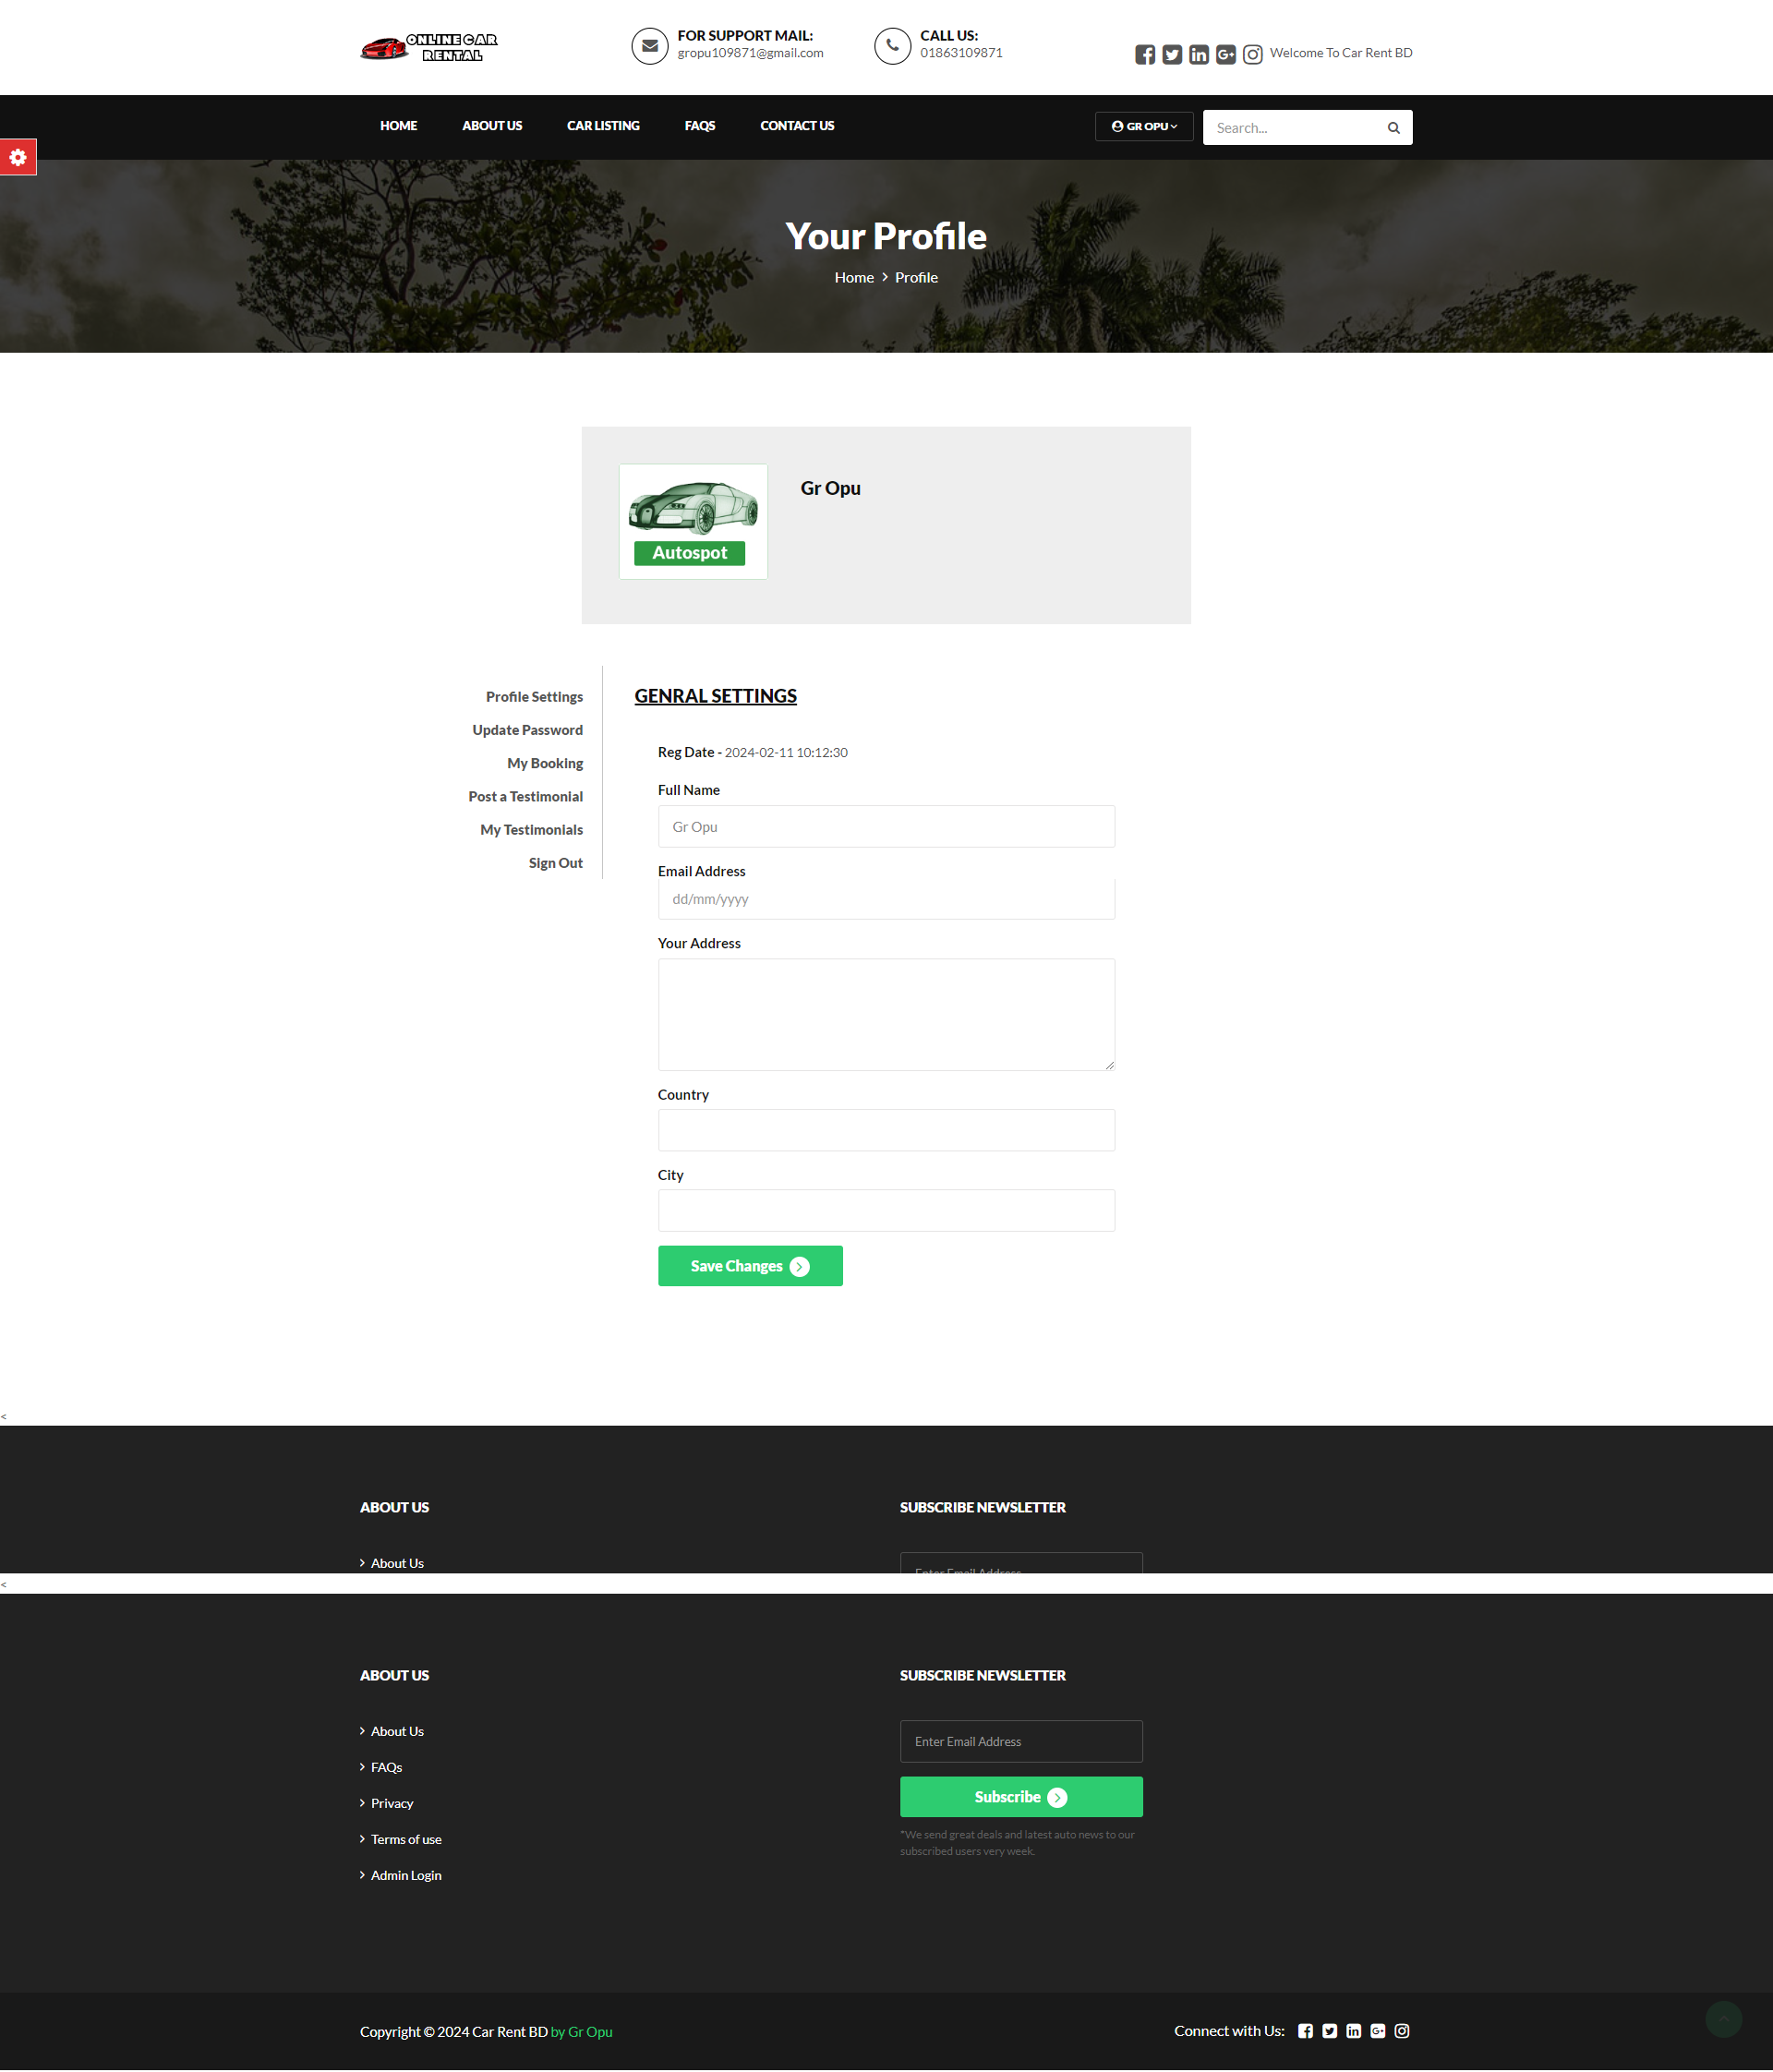 ONLINE CAR
RENTAL
FOR SUPPORT MAIL:
gropu109871@gmail.com
CALL US:
01863109871
Welcome To Car Rent BD
HOME ABOUT US CAR LISTING FAQS CONTACT US
GR OPU
Search...
Your Profile
Home > Profile
Autospot
Gr Opu
Profile Settings
Update Password
My Booking
Post a Testimonial
My Testimonials
Sign Out
GENRAL SETTINGS
Reg Date - 2024-02-11 10:12:30
Full Name
Gr Opu
Email Address
dd/mm/yyyy
Your Address
Country
City
Save Changes
<
ABOUT US
About Us
SUBSCRIBE NEWSLETTER
Enter Email Address
<
ABOUT US
About Us
FAQs
Privacy
Terms of use
Admin Login
SUBSCRIBE NEWSLETTER
Enter Email Address
Subscribe
*We send great deals and latest auto news to our
subscribed users very week.
Copyright © 2024 Car Rent BD by Gr Opu
Connect with Us: